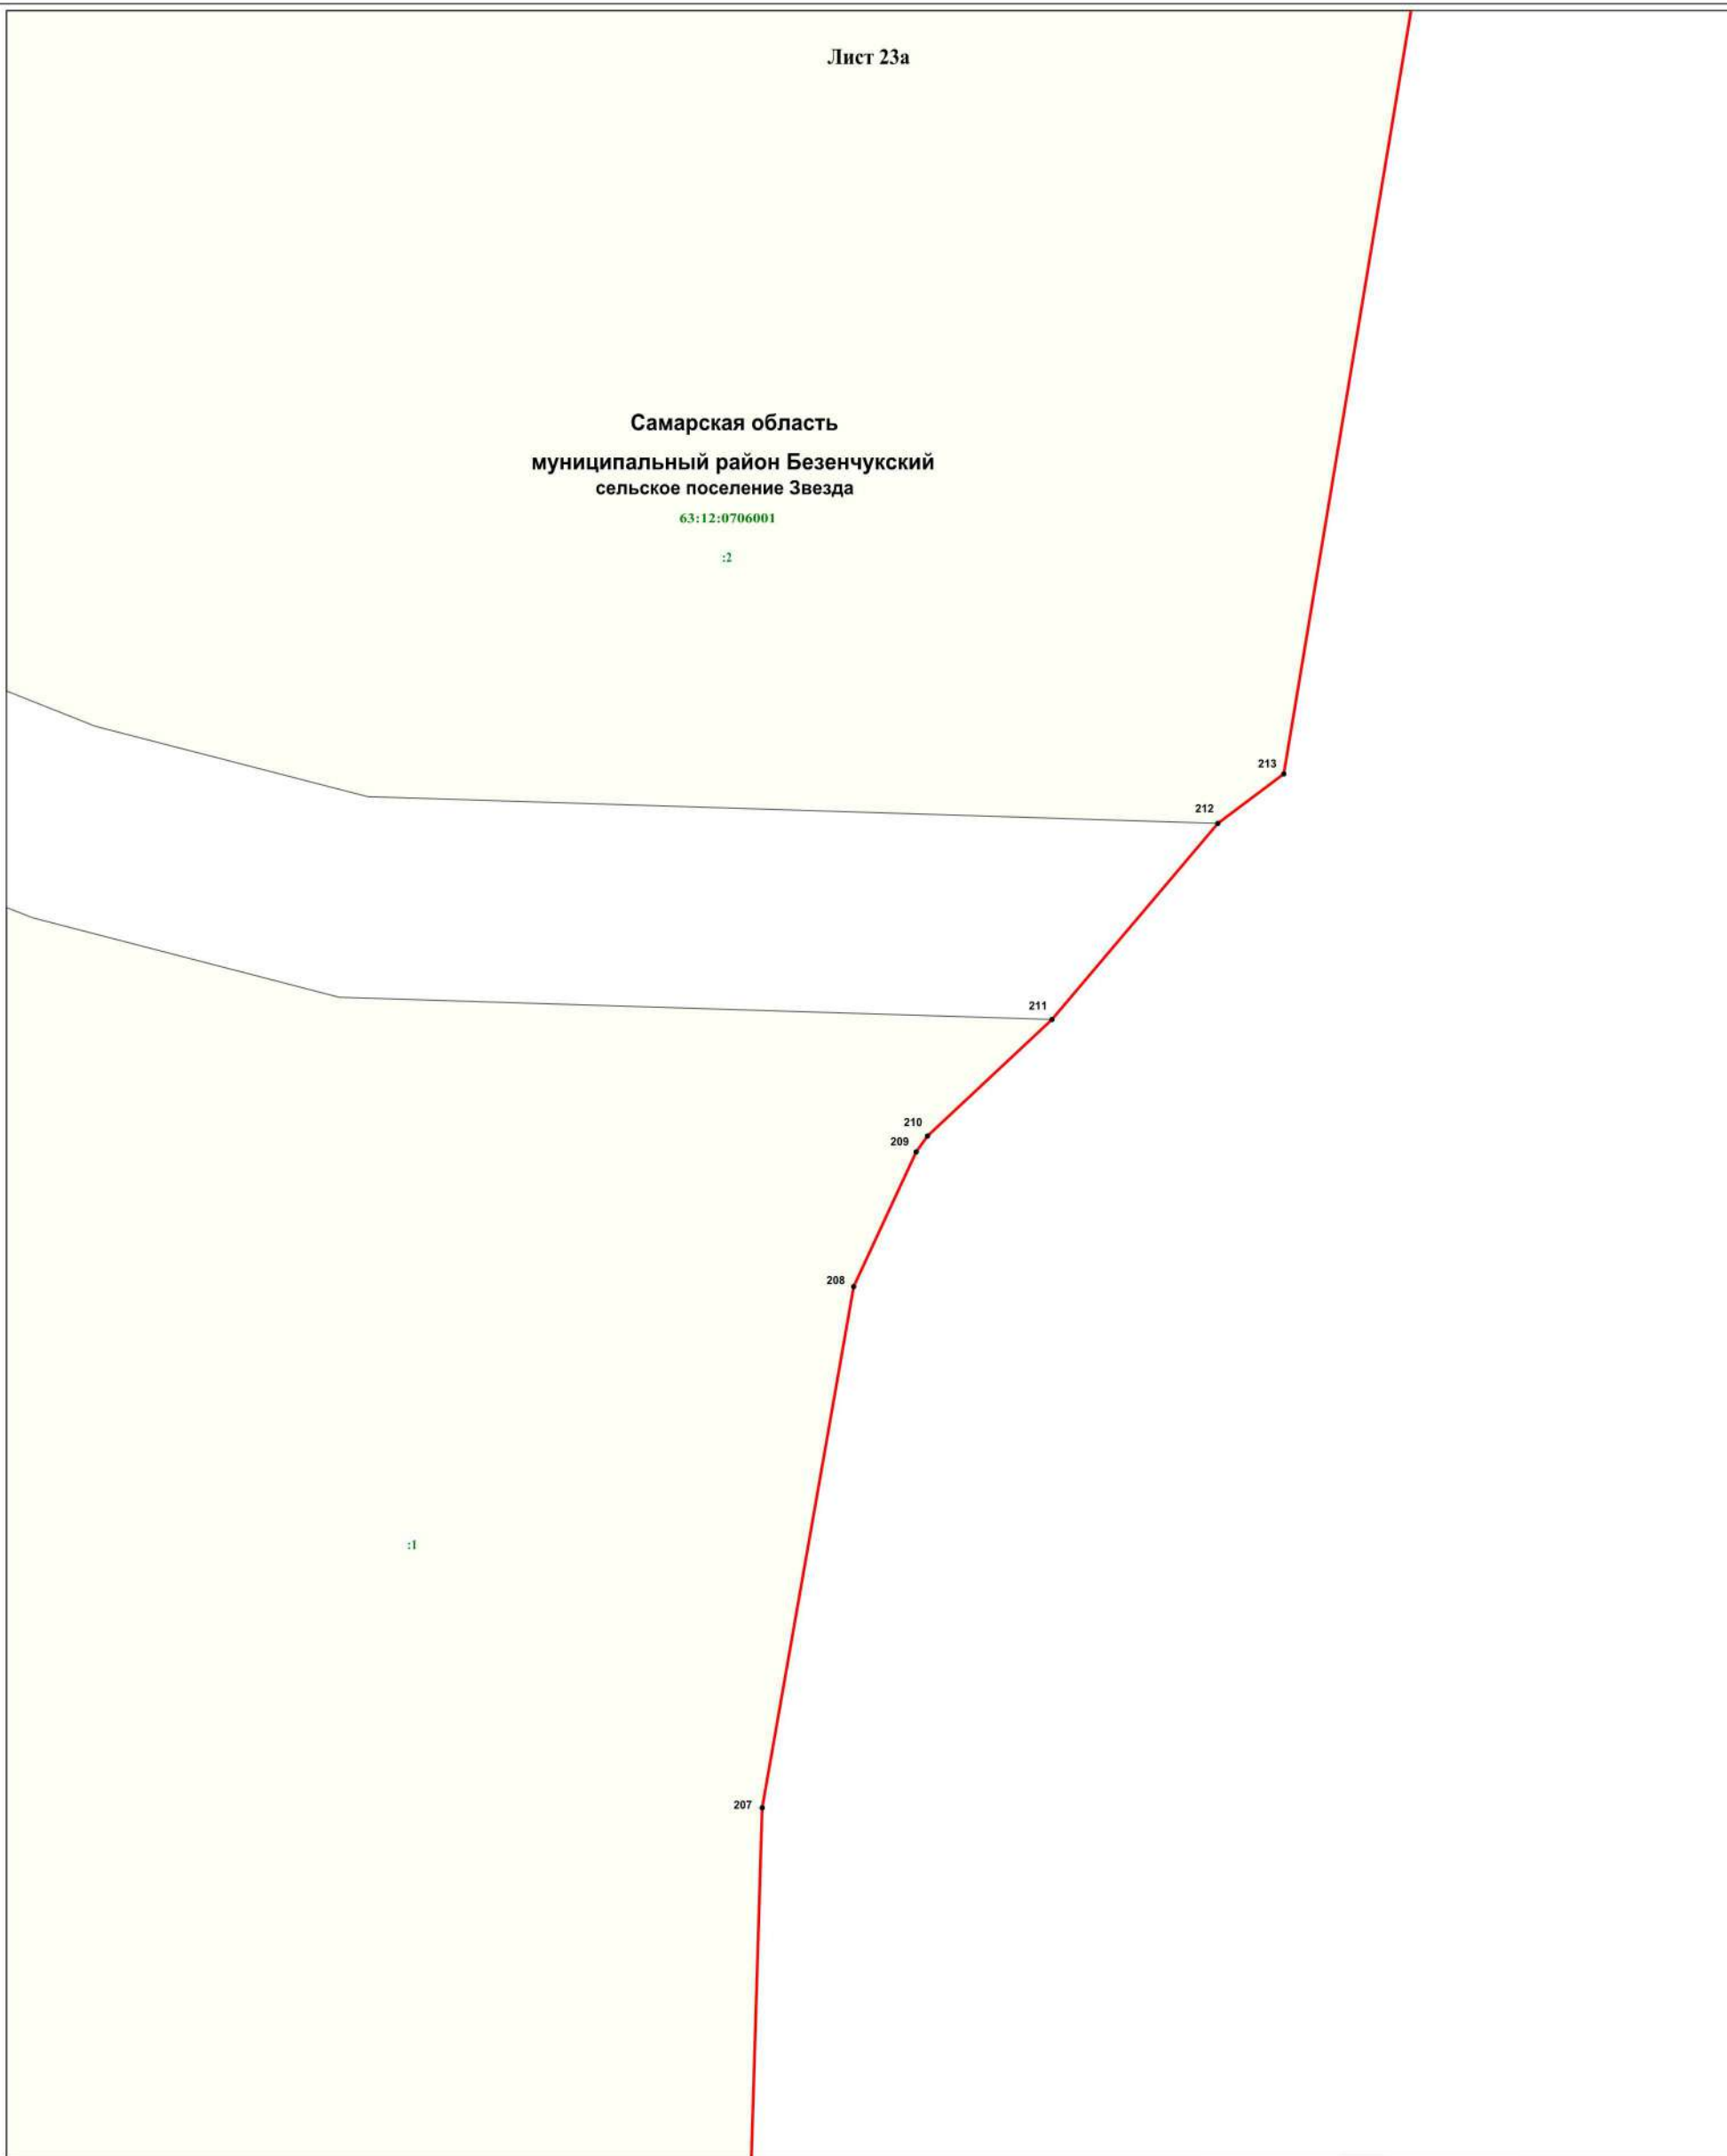 Лист 23а
Самарская область
муниципальный район Безенчукский
сельское поселение Звезда
63:12:0706001
:2
213
212
211
210
209
208
:1
207